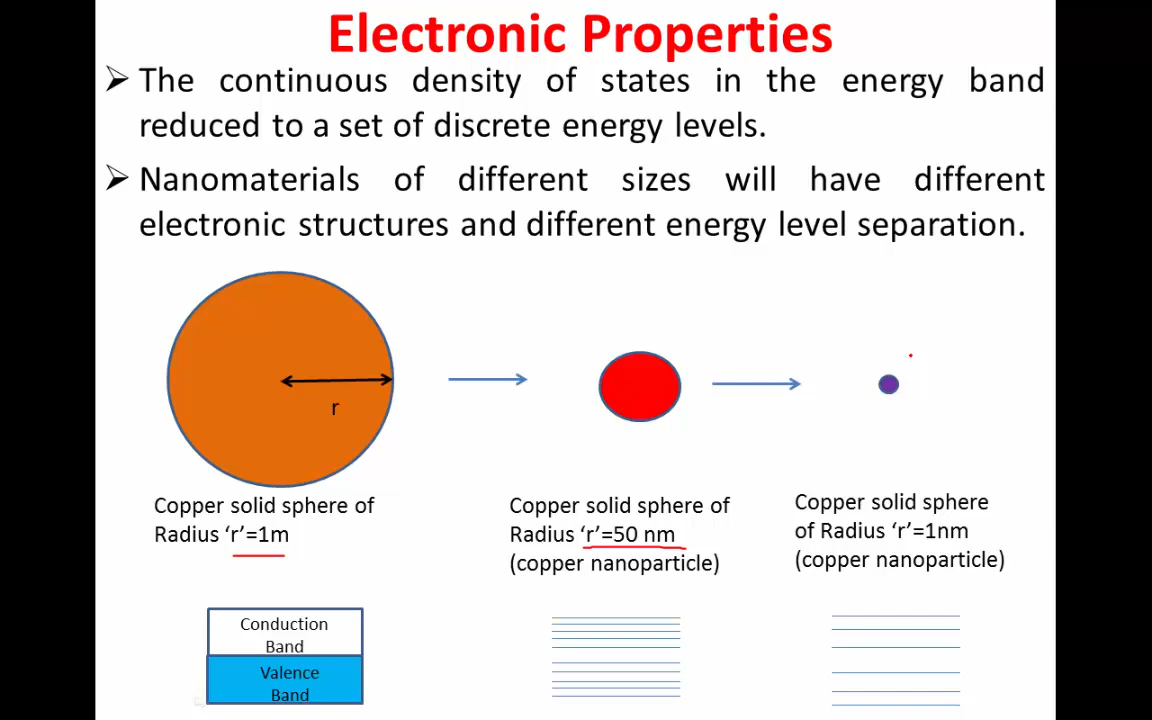 Electronic Properties
➢ The continuous density of states in the energy band
reduced to a set of discrete energy levels.
➢ Nanomaterials of different sizes will have different
electronic structures and different energy level separation.
r
Copper solid sphere of
Radius ‘r’=1m
Copper solid sphere of
Radius ‘r’=50 nm
(copper nanoparticle)
Copper solid sphere
of Radius ‘r’=1nm
(copper nanoparticle)
Conduction
Band
Valence
Band